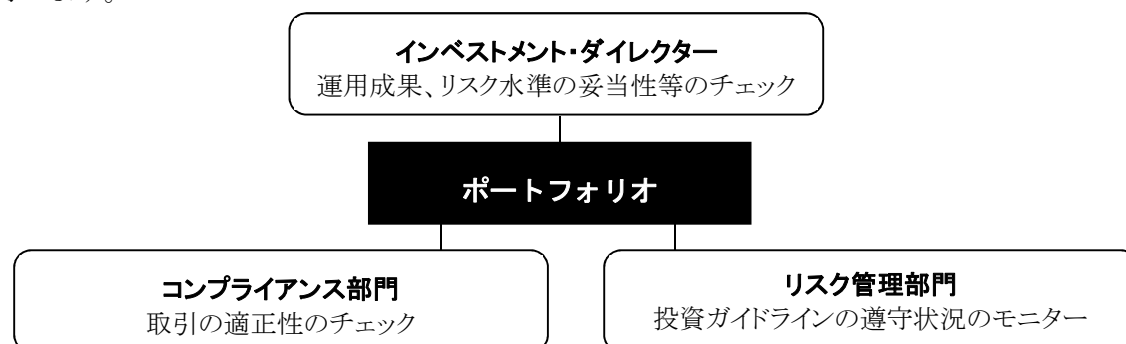 インベストメント・ダイレクター
運用成果、リスク水準の妥当性等のチェック
ポートフォリオ
コンプライアンス部門
取引の適正性のチェック
リスク管理部門
投資ガイドラインの遵守状況のモニター